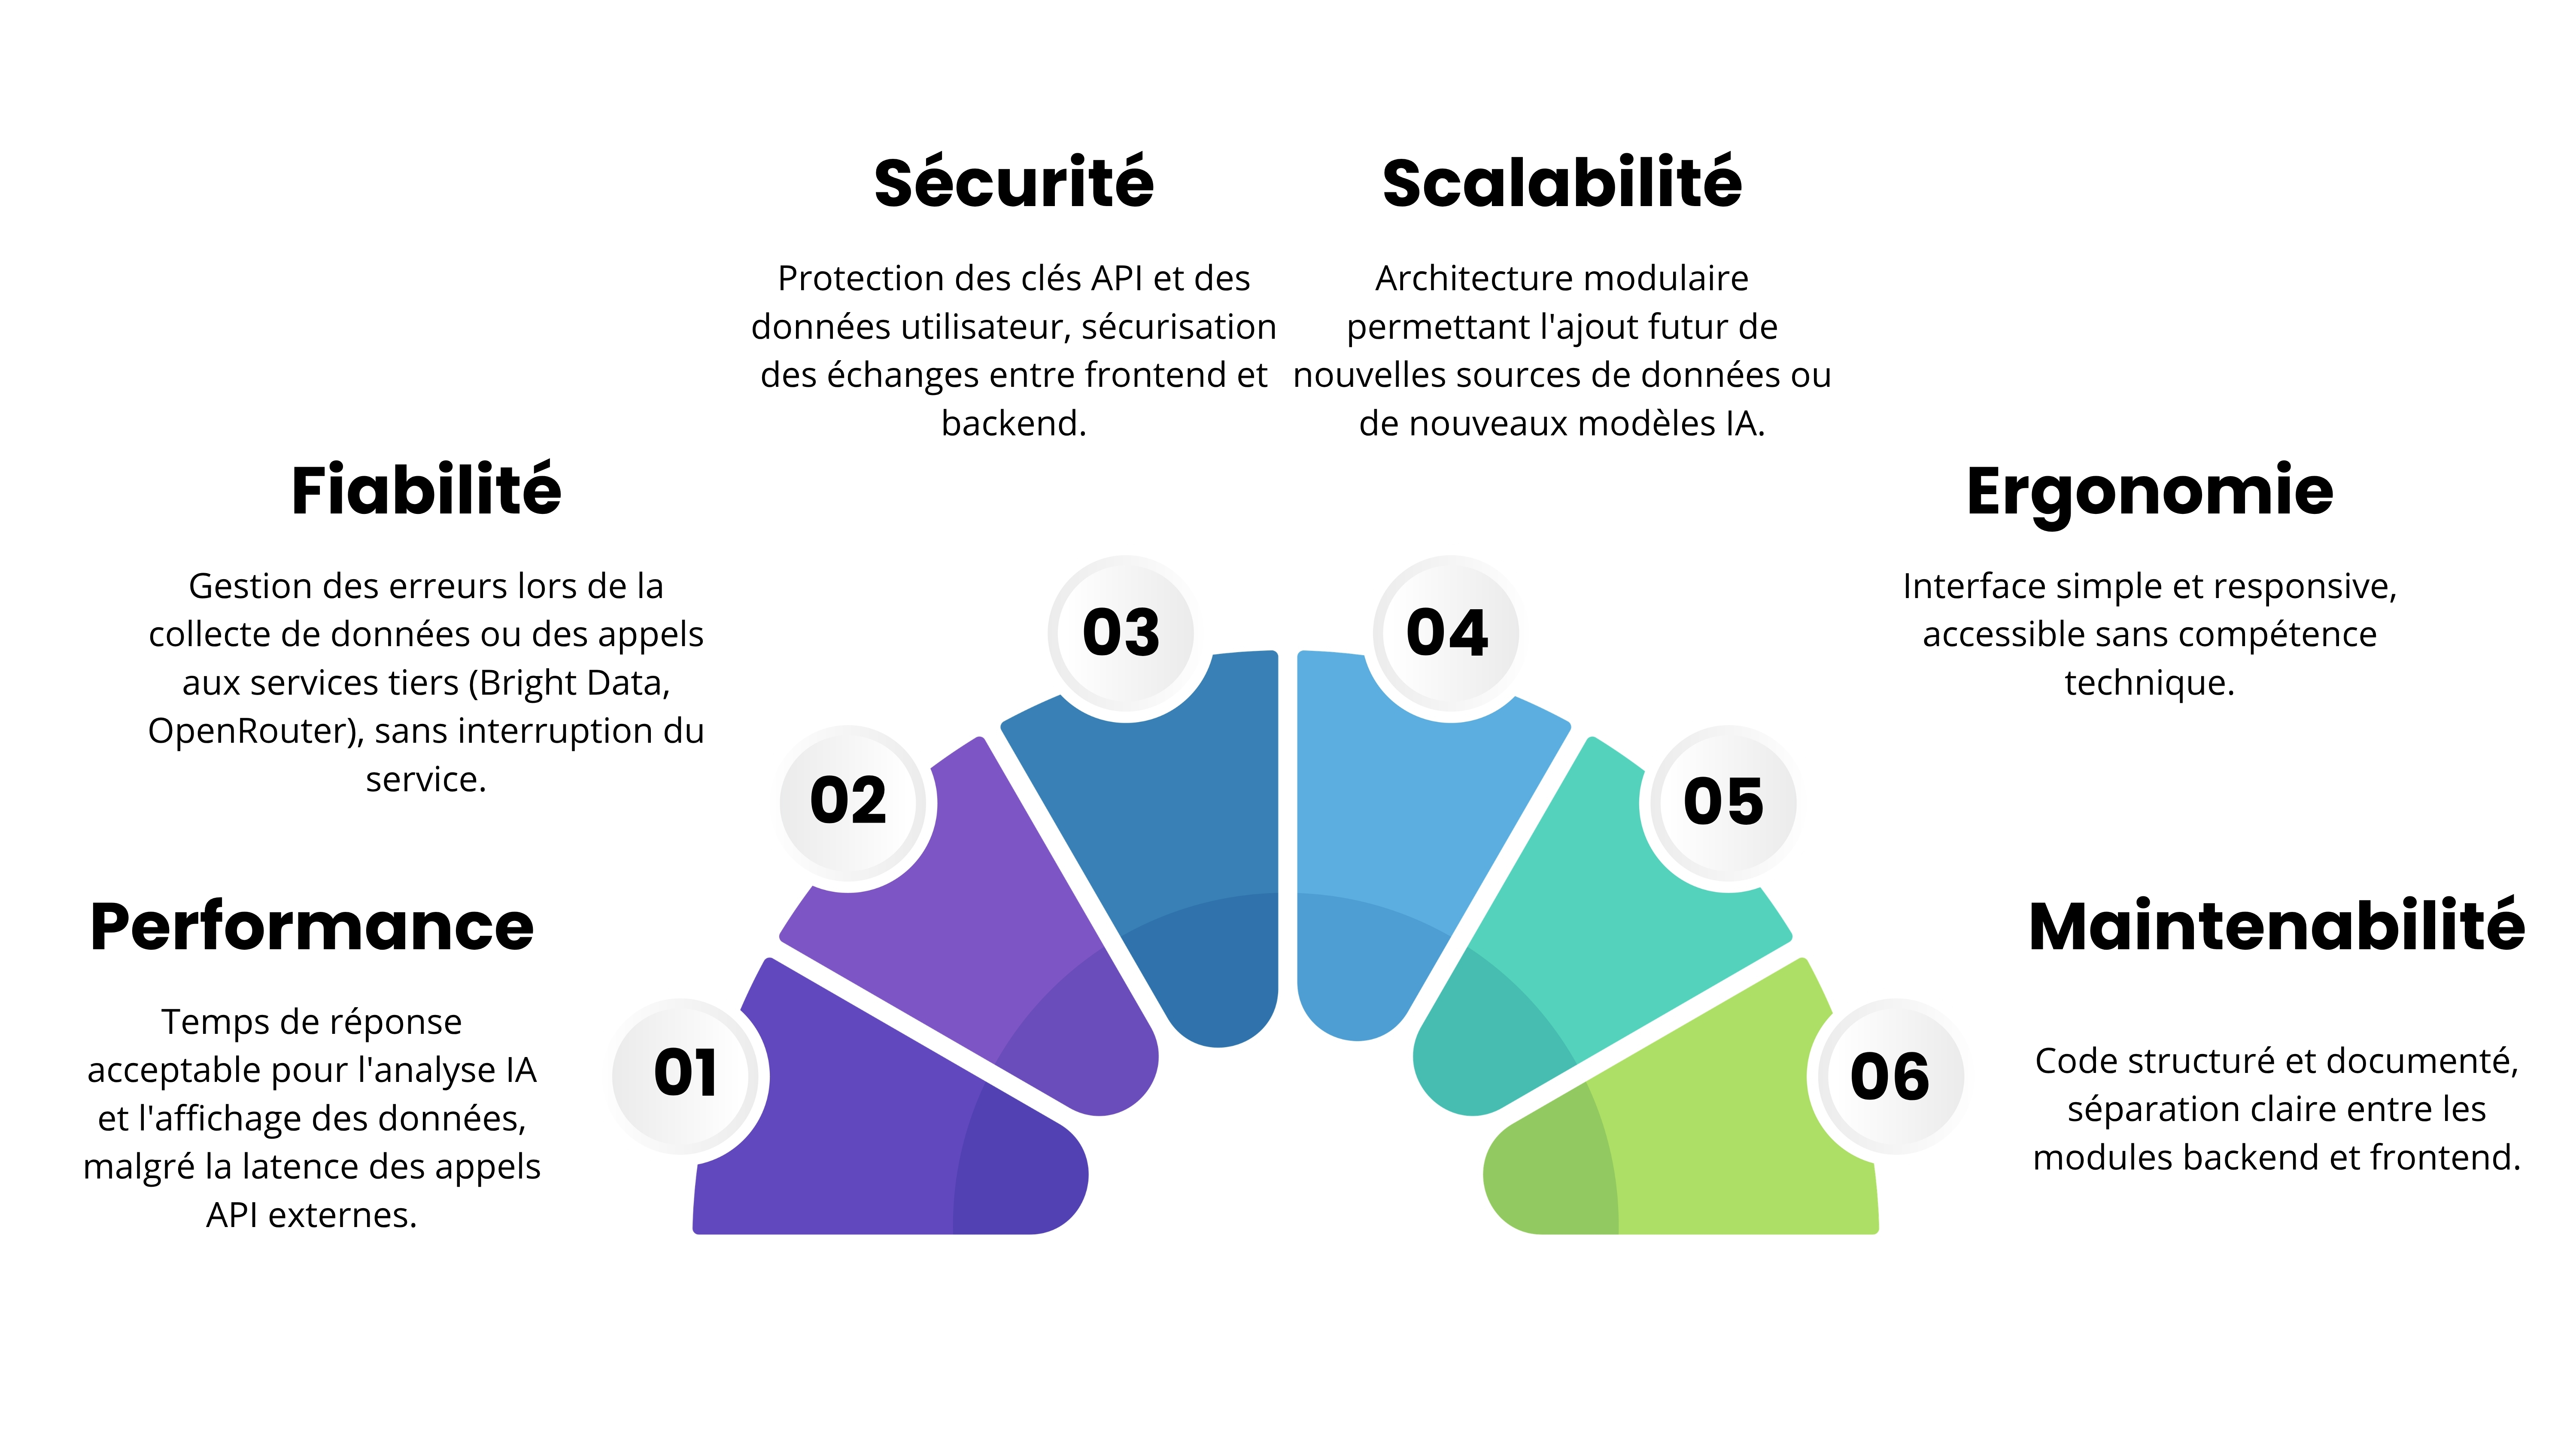 Performance
Temps de réponse
acceptable pour l'analyse IA
et l'affichage des données,
malgré la latence des appels
API externes.
01
Fiabilité
Gestion des erreurs lors de la
collecte de données ou des appels
aux services tiers (Bright Data,
OpenRouter), sans interruption du
service.
02
Sécurité
Protection des clés API et des
données utilisateur, sécurisation
des échanges entre frontend et
backend.
03
Scalabilité
Architecture modulaire
permettant l'ajout futur de
nouvelles sources de données ou
de nouveaux modèles IA.
04
Ergonomie
Interface simple et responsive,
accessible sans compétence
technique.
05
Maintenabilité
Code structuré et documenté,
séparation claire entre les
modules backend et frontend.
06